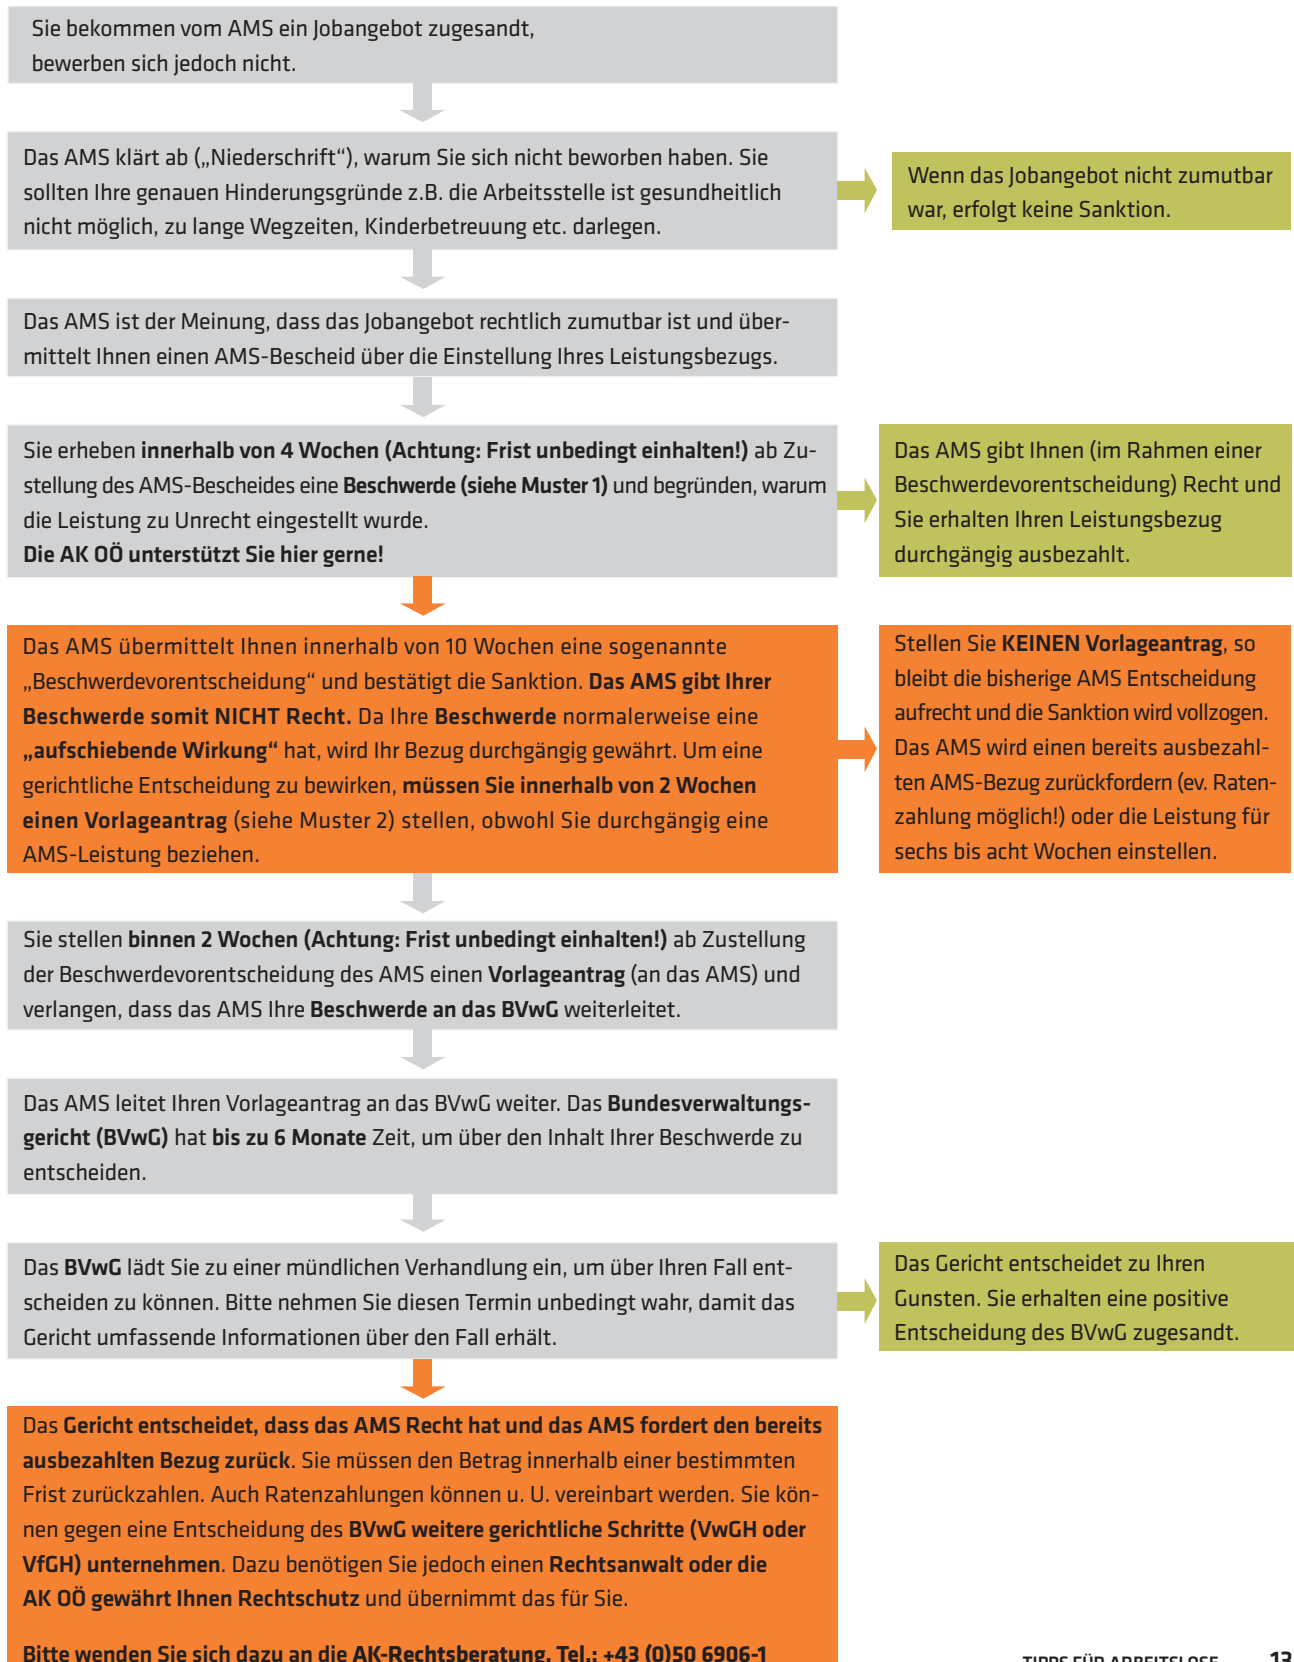 Sie bekommen vom AMS ein Jobangebot zugesandt,
bewerben sich jedoch nicht.
Das AMS klärt ab („Niederschrift“), warum Sie sich nicht beworben haben. Sie
sollten Ihre genauen Hinderungsgründe z.B. die Arbeitsstelle ist gesundheitlich
nicht möglich, zu lange Wegzeiten, Kinderbetreuung etc. darlegen.
Wenn das Jobangebot nicht zumutbar
war, erfolgt keine Sanktion.
Das AMS ist der Meinung, dass das Jobangebot rechtlich zumutbar ist und über-
mittelt Ihnen einen AMS-Bescheid über die Einstellung Ihres Leistungsbezugs.
Sie erheben innerhalb von 4 Wochen (Achtung: Frist unbedingt einhalten!) ab Zu-
stellung des AMS-Bescheides eine Beschwerde (siehe Muster 1) und begründen, warum
die Leistung zu Unrecht eingestellt wurde.
Die AK OÖ unterstützt Sie hier gerne!
Das AMS gibt Ihnen (im Rahmen einer
Beschwerdevorentscheidung) Recht und
Sie erhalten Ihren Leistungsbezug
durchgängig ausbezahlt.
Das AMS übermittelt Ihnen innerhalb von 10 Wochen eine sogenannte
„Beschwerdevorentscheidung“ und bestätigt die Sanktion. Das AMS gibt Ihrer
Beschwerde somit NICHT Recht. Da Ihre Beschwerde normalerweise eine
„aufschiebende Wirkung“ hat, wird Ihr Bezug durchgängig gewährt. Um eine
gerichtliche Entscheidung zu bewirken, müssen Sie innerhalb von 2 Wochen
einen Vorlageantrag (siehe Muster 2) stellen, obwohl Sie durchgängig eine
AMS-Leistung beziehen.
Stellen Sie KEINEN Vorlageantrag, so
bleibt die bisherige AMS Entscheidung
aufrecht und die Sanktion wird vollzogen.
Das AMS wird einen bereits ausbezahl-
ten AMS-Bezug zurückfordern (ev. Raten-
zahlung möglich!) oder die Leistung für
sechs bis acht Wochen einstellen.
Sie stellen binnen 2 Wochen (Achtung: Frist unbedingt einhalten!) ab Zustellung
der Beschwerdevorentscheidung des AMS einen Vorlageantrag (an das AMS) und
verlangen, dass das AMS Ihre Beschwerde an das BVwG weiterleitet.
Das AMS leitet Ihren Vorlageantrag an das BVwG weiter. Das Bundesverwaltungs-
gericht (BVwG) hat bis zu 6 Monate Zeit, um über den Inhalt Ihrer Beschwerde zu
entscheiden.
Das BVwG lädt Sie zu einer mündlichen Verhandlung ein, um über Ihren Fall ent-
scheiden zu können. Bitte nehmen Sie diesen Termin unbedingt wahr, damit das
Gericht umfassende Informationen über den Fall erhält.
Das Gericht entscheidet zu Ihren
Gunsten. Sie erhalten eine positive
Entscheidung des BVwG zugesandt.
Das Gericht entscheidet, dass das AMS Recht hat und das AMS fordert den bereits
ausbezahlten Bezug zurück. Sie müssen den Betrag innerhalb einer bestimmten
Frist zurückzahlen. Auch Ratenzahlungen können u. U. vereinbart werden. Sie kön-
nen gegen eine Entscheidung des BVwG weitere gerichtliche Schritte (VwGH oder
VfGH) unternehmen. Dazu benötigen Sie jedoch einen Rechtsanwalt oder die
AK OÖ gewährt Ihnen Rechtschutz und übernimmt das für Sie.
Bitte wenden Sie sich dazu an die AK-Rechtsberatung, Tel.: +43 (0)50 6906-1
TIPPS FÜR ARBEITSLOSE 13